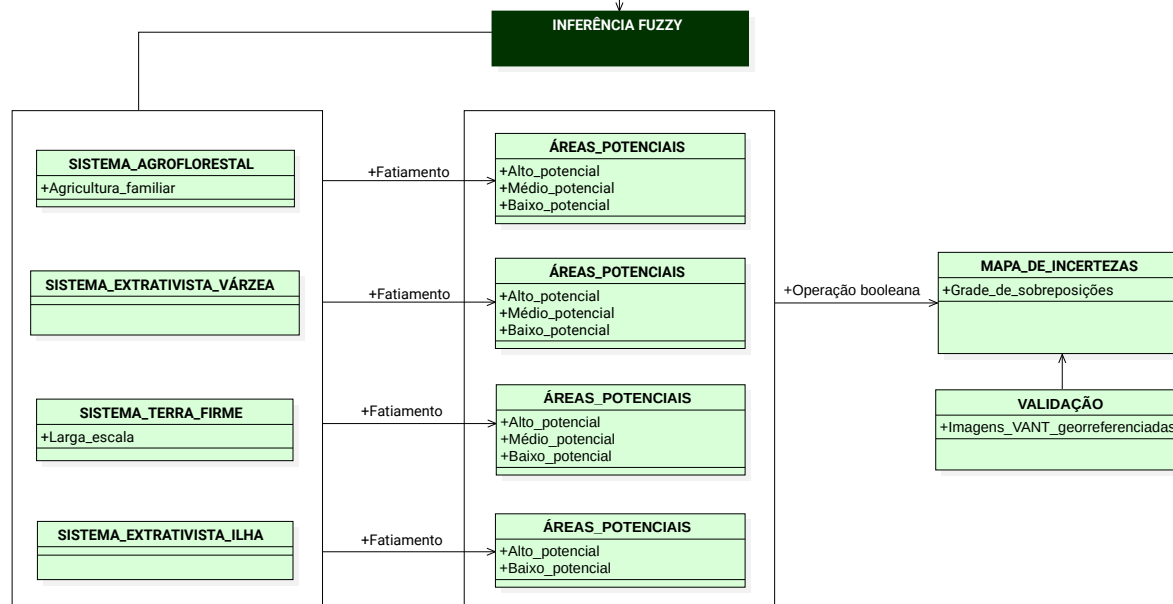 INFERÊNCIA FUZZY
SISTEMA_AGROFLORESTAL
+Agricultura_familiar
+Fatiamento
ÁREAS_POTENCIAIS
+Alto_potencial
+Médio_potencial
+Baixo_potencial
SISTEMA_EXTRATIVISTA_VÁRZEA
+Fatiamento
ÁREAS_POTENCIAIS
+Alto_potencial
+Médio_potencial
+Baixo_potencial
+Operação booleana
MAPA_DE_INCERTEZAS
+Grade_de_sobreposições
SISTEMA_TERRA_FIRME
+Larga_escala
+Fatiamento
ÁREAS_POTENCIAIS
+Alto_potencial
+Médio_potencial
+Baixo_potencial
VALIDAÇÃO
+Imagens_VANT_georreferenciadas
SISTEMA_EXTRATIVISTA_ILHA
+Fatiamento
ÁREAS_POTENCIAIS
+Alto_potencial
+Baixo_potencial